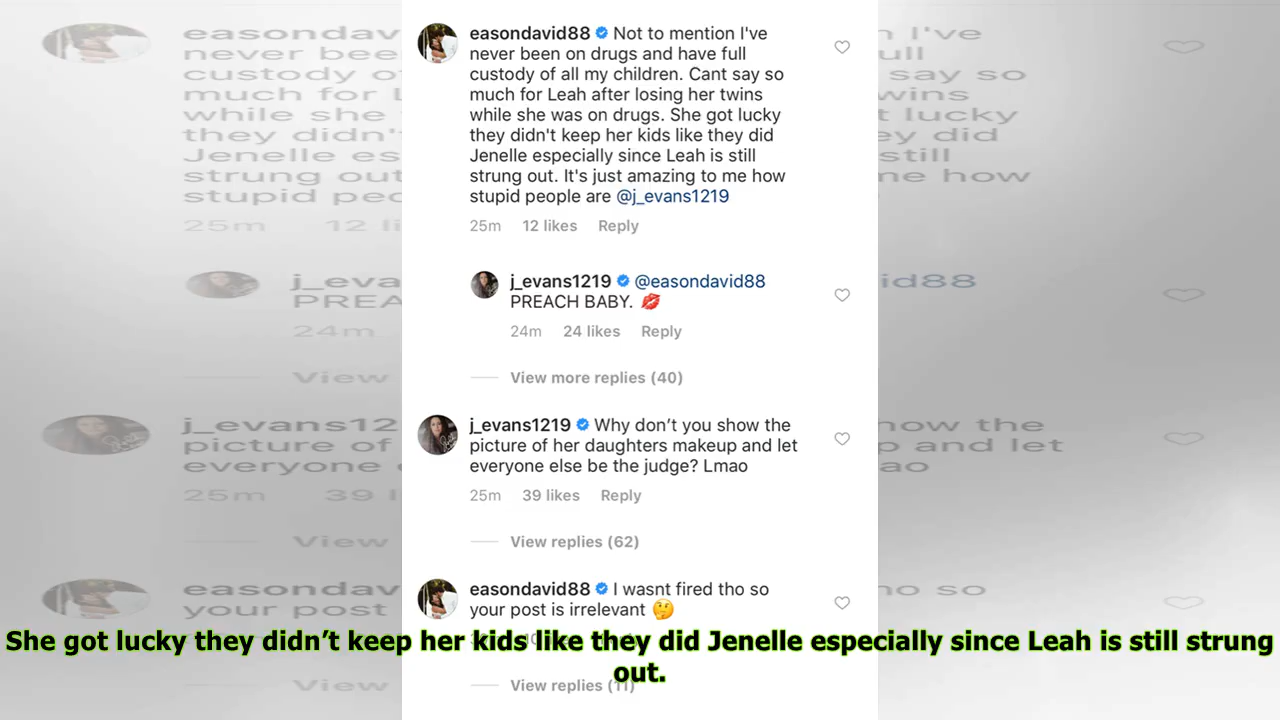 easondavid88 Not to mention I've
never been on drugs and have full
custody of all my children. Cant say so
much for Leah after losing her twins
while she was on drugs. She got lucky
they didn't keep her kids like they did
Jenelle especially since Leah is still
strung out. It's just amazing to me how
stupid people are @j_evans1219
25m 12 likes Reply
j_evans1219 @easondavid88
PREACH BABY. 💋
24m 24 likes Reply
View more replies (40)
j_evans1219 Why don’t you show the
picture of her daughters makeup and let
everyone else be the judge? Lmao
25m 39 likes Reply
View replies (62)
easondavid88 I wasnt fired tho so
your post is irrelevant 🤔
She got lucky they didn’t keep her kids like they did Jenelle especially since Leah is still strung
out.
View replies (11)